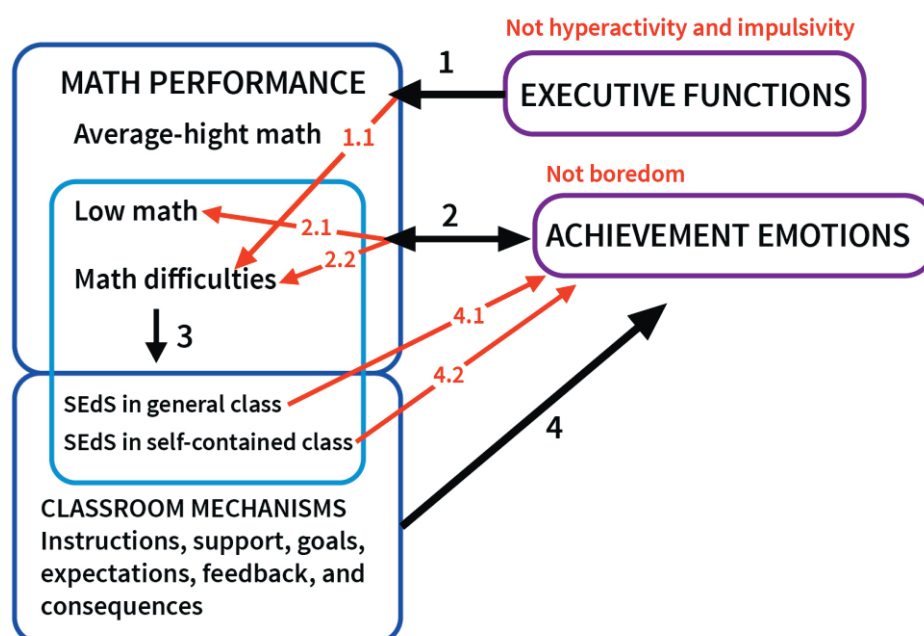 Not hyperactivity and impulsivity
1
MATH PERFORMANCE
EXECUTIVE FUNCTIONS
Average-hight math
1.1
Not boredom
Low math
2.1
2
ACHIEVEMENT EMOTIONS
2.2
Math difficulties
3
4.1
4.2
SEdS in general class
SEdS in self-contained class
4
CLASSROOM MECHANISMS
Instructions, support, goals,
expectations, feedback, and
consequences